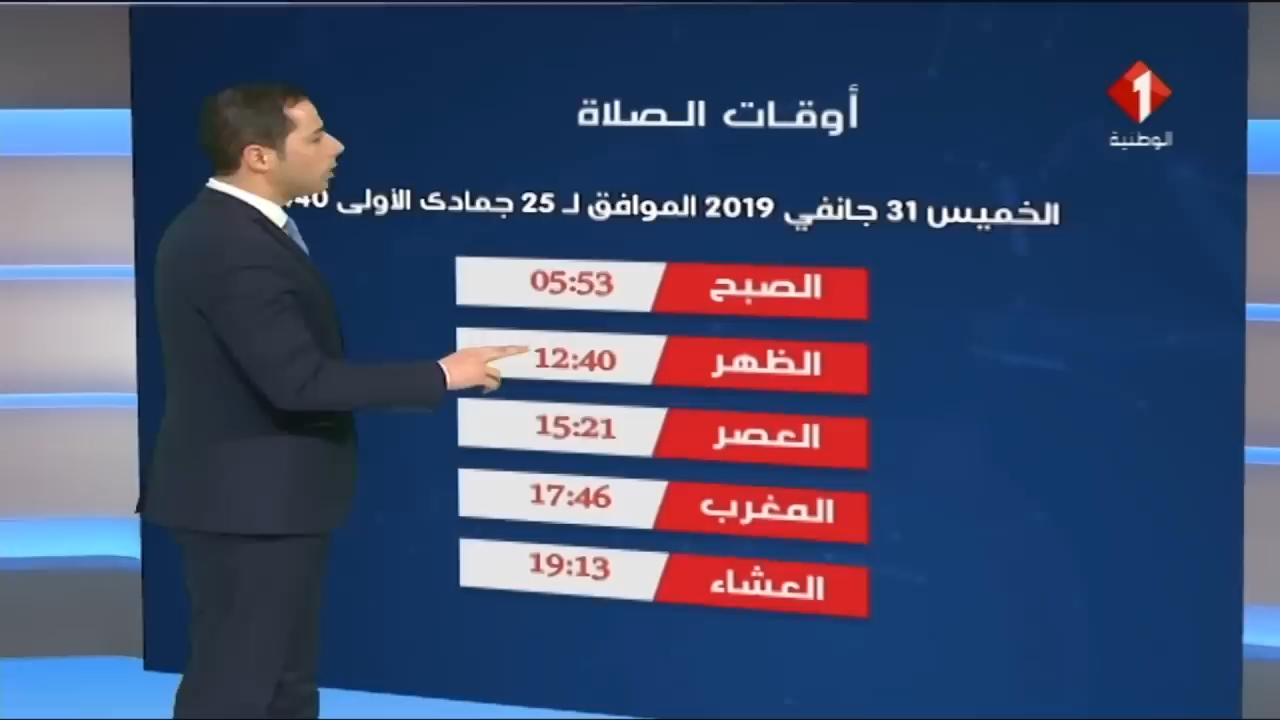 أوقات الصلاة
الوطنية 1
الخميس 31 جانفي 2019 الموافق لـ 25 جمادى الأولى
الصبح 05:53
الظهر 12:40
العصر 15:21
المغرب 17:46
العشاء 19:13